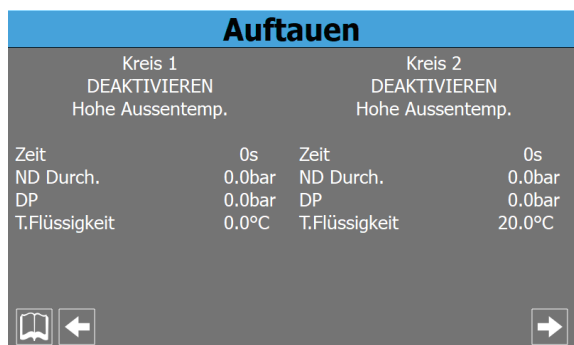 Auftauen
Kreis 1 Kreis 2
DEAKTIVIEREN DEAKTIVIEREN
Hohe Aussentemp. Hohe Aussentemp.
Zeit 0s Zeit 0s
ND Durch. 0.0bar ND Durch. 0.0bar
DP 0.0bar DP 0.0bar
T.Flüssigkeit 0.0°C T.Flüssigkeit 20.0°C